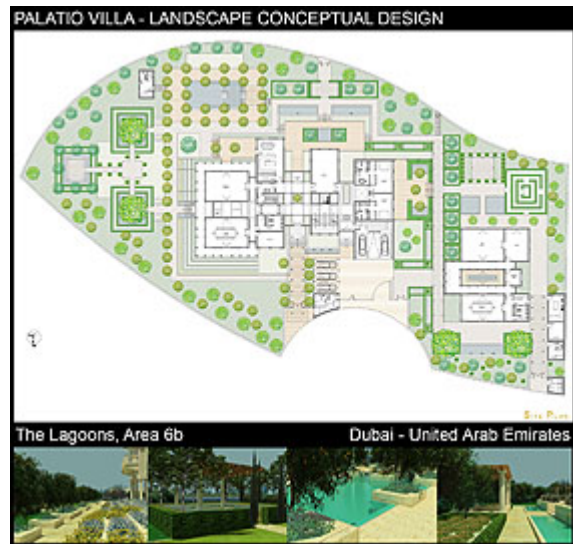 PALATIO VILLA - LANDSCAPE CONCEPTUAL DESIGN
SITE PLAN
The Lagoons, Area 6b
Dubai - United Arab Emirates